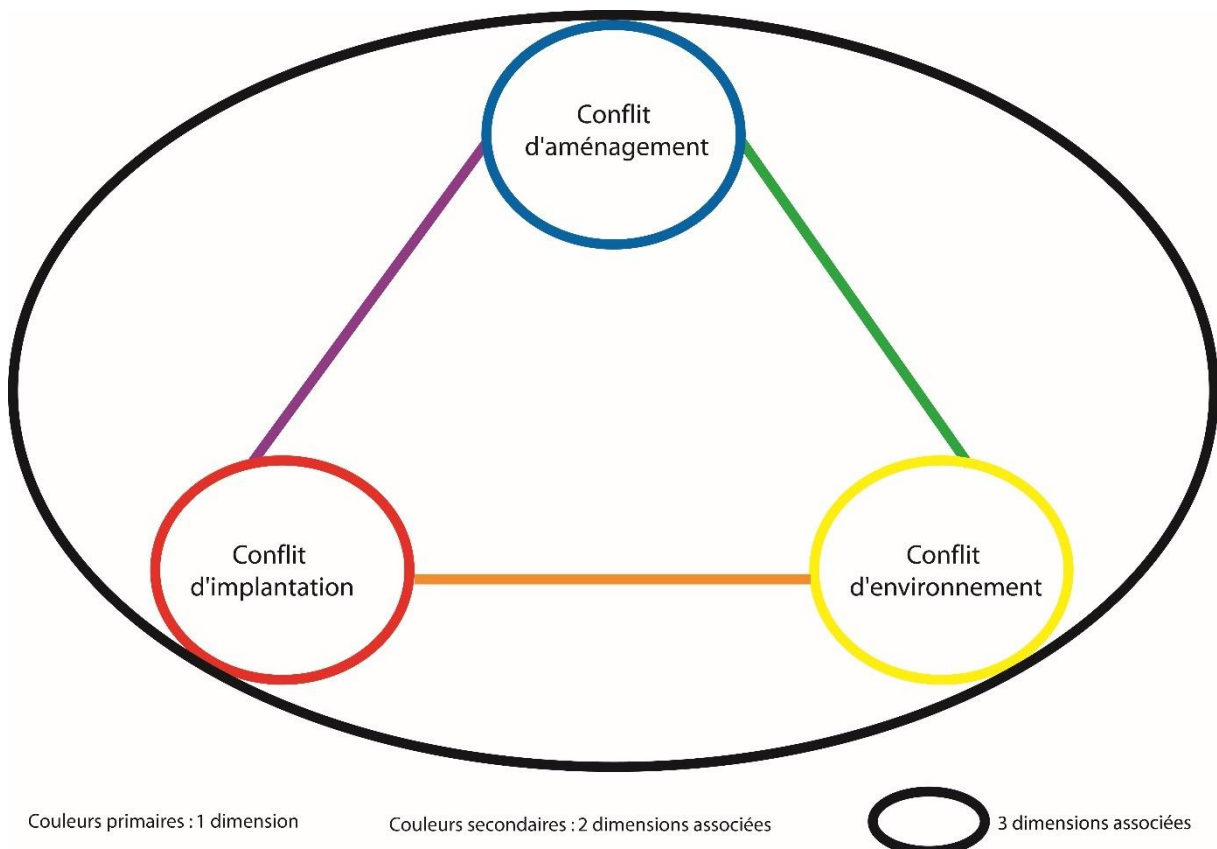 Conflit
d'aménagement
Conflit
d'implantation
Conflit
d'environnement
Couleurs primaires : 1 dimension
Couleurs secondaires : 2 dimensions associées
3 dimensions associées